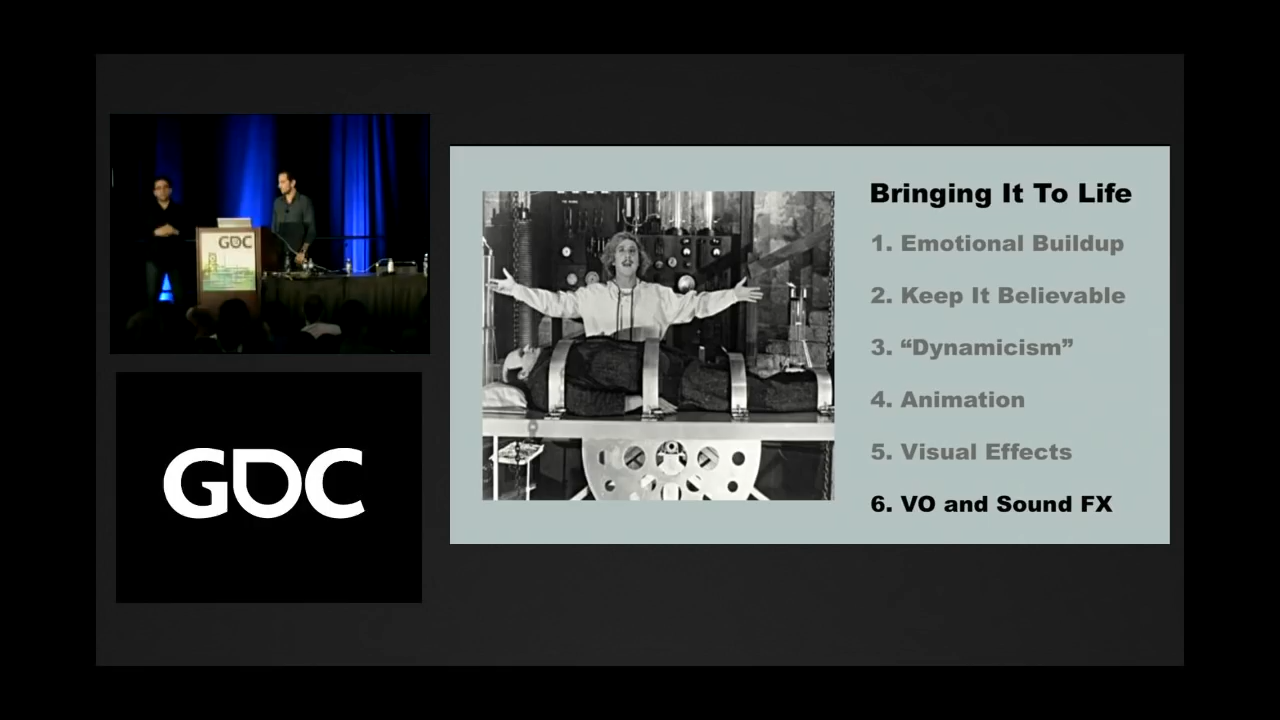 GDC
GDC
Bringing It To Life
1. Emotional Buildup
2. Keep It Believable
3. “Dynamicism”
4. Animation
5. Visual Effects
6. VO and Sound FX